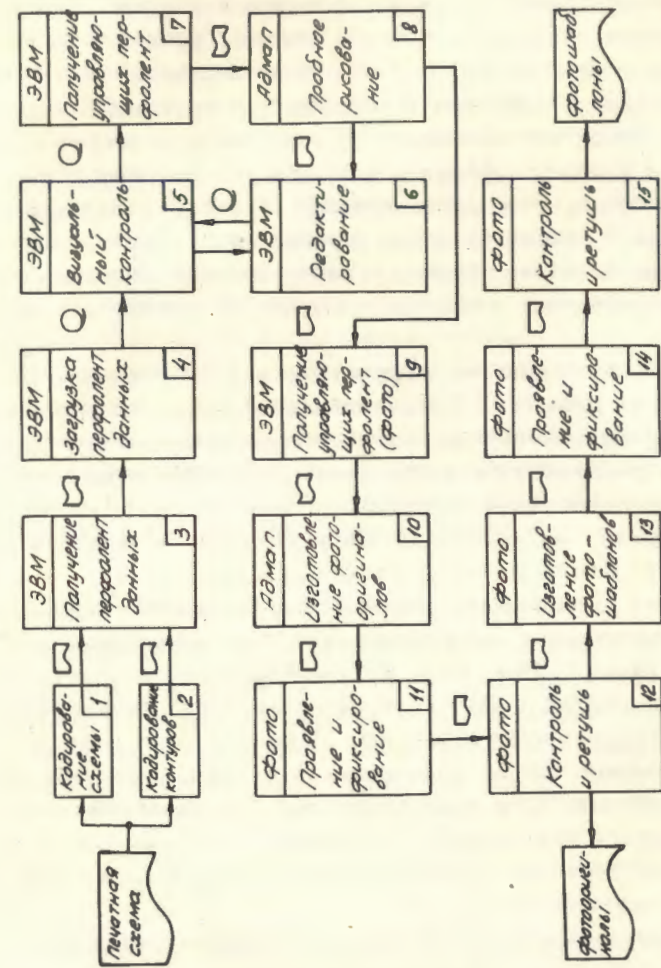 Печатная
схема
Кодирова-
ние
схемы
1
Кодирование
контуров
2
ЭВМ
Получение
перфолент
данных
3
ЭВМ
Загрузка
перфолент
данных
4
ЭВМ
Визуаль-
ный
контроль
5
ЭВМ
Получение
управляю-
щих пер-
фолент
7
Адмап
Пробное
рисова-
ние
8
ЭВМ
Редакти-
рование
6
ЭВМ
Получение
управляю-
щих пер-
фолент
(фото)
9
Адмап
Изготовле-
ние фото-
оригина-
лов
10
Фото
Проявле-
ние и
фиксиро-
вание
11
Фото
Контроль
и ретушь
12
Фотоориги-
налы
Фото
Изготов-
ление
фото-
шаблонов
13
Фото
Проявле-
ние и
фиксиро-
вание
14
Фото
Контроль
и ретушь
15
Фотошаб-
лоны